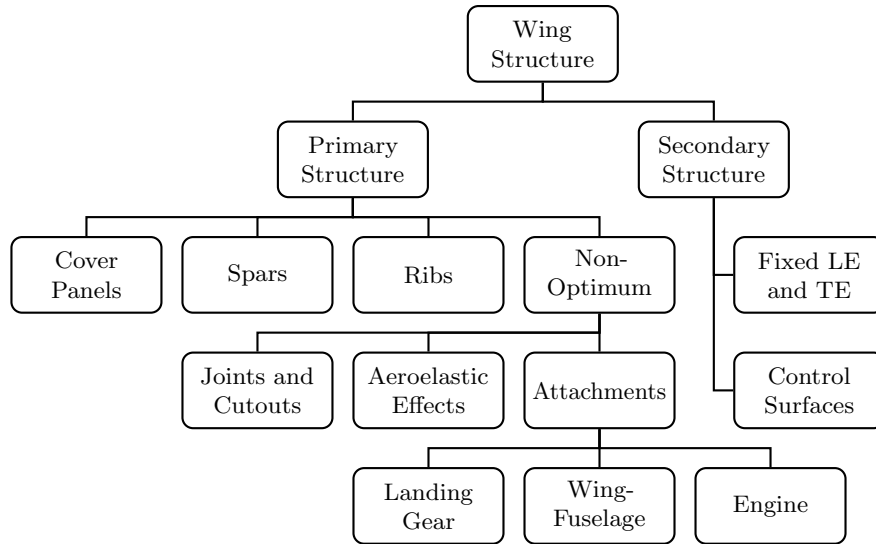 Wing
Structure
Primary
Structure
Secondary
Structure
Cover
Panels
Spars
Ribs
Non-
Optimum
Fixed LE
and TE
Joints and
Cutouts
Aeroelastic
Effects
Attachments
Control
Surfaces
Landing
Gear
Wing-
Fuselage
Engine